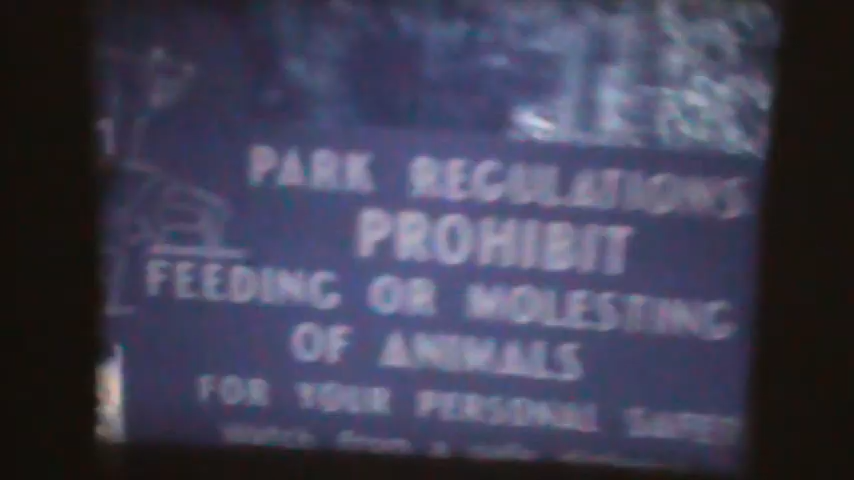 PARK REGULATIONS
PROHIBIT
FEEDING OR MOLESTING
OF ANIMALS
FOR YOUR PERSONAL SAFETY